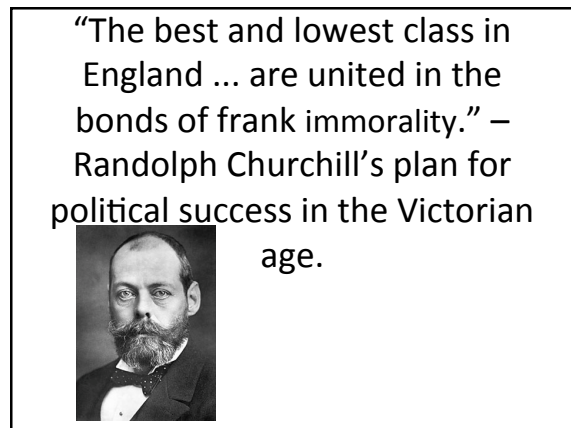 “The best and lowest class in
England ... are united in the
bonds of frank immorality.” –
Randolph Churchill’s plan for
political success in the Victorian
age.